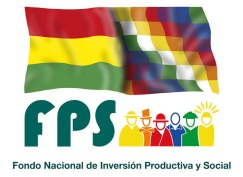 FPS
Fondo Nacional de Inversión Productiva y Social